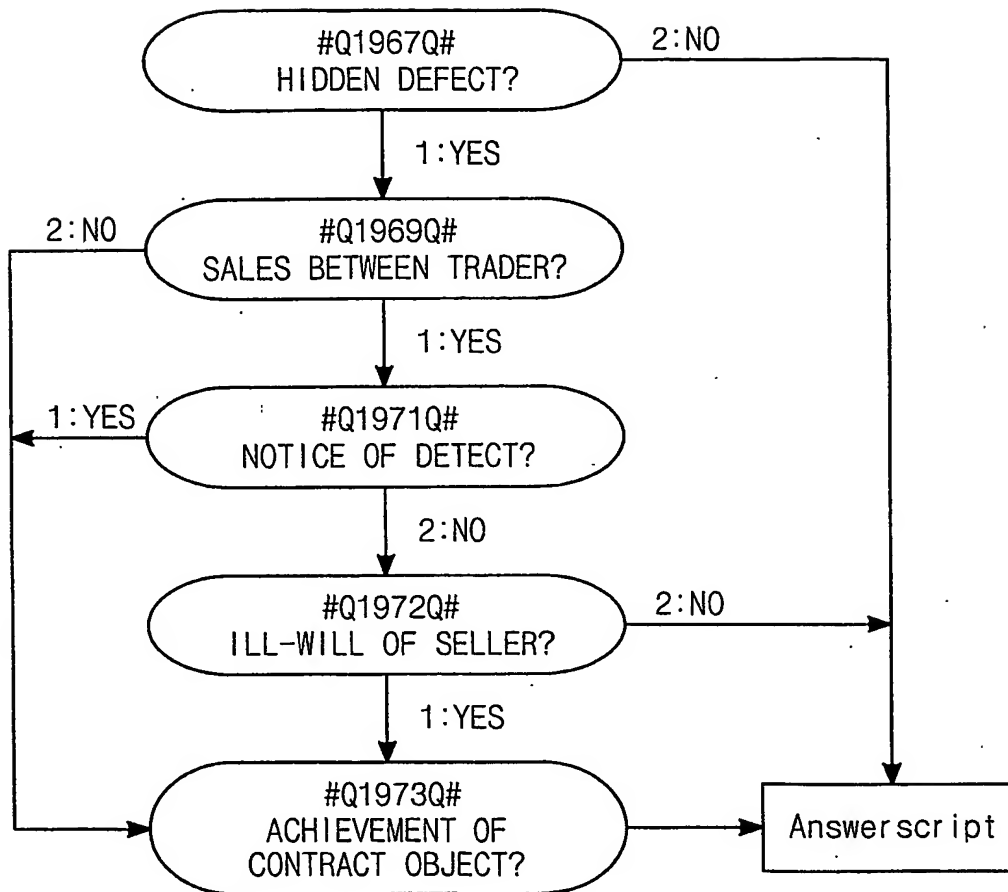 #Q1967Q#
HIDDEN DEFECT?
2:NO
1:YES
2:NO
#Q1969Q#
SALES BETWEEN TRADER?
1:YES
1:YES
#Q1971Q#
NOTICE OF DETECT?
2:NO
#Q1972Q#
ILL-WILL OF SELLER?
2:NO
1:YES
#Q1973Q#
ACHIEVEMENT OF
CONTRACT OBJECT?
Answerscript